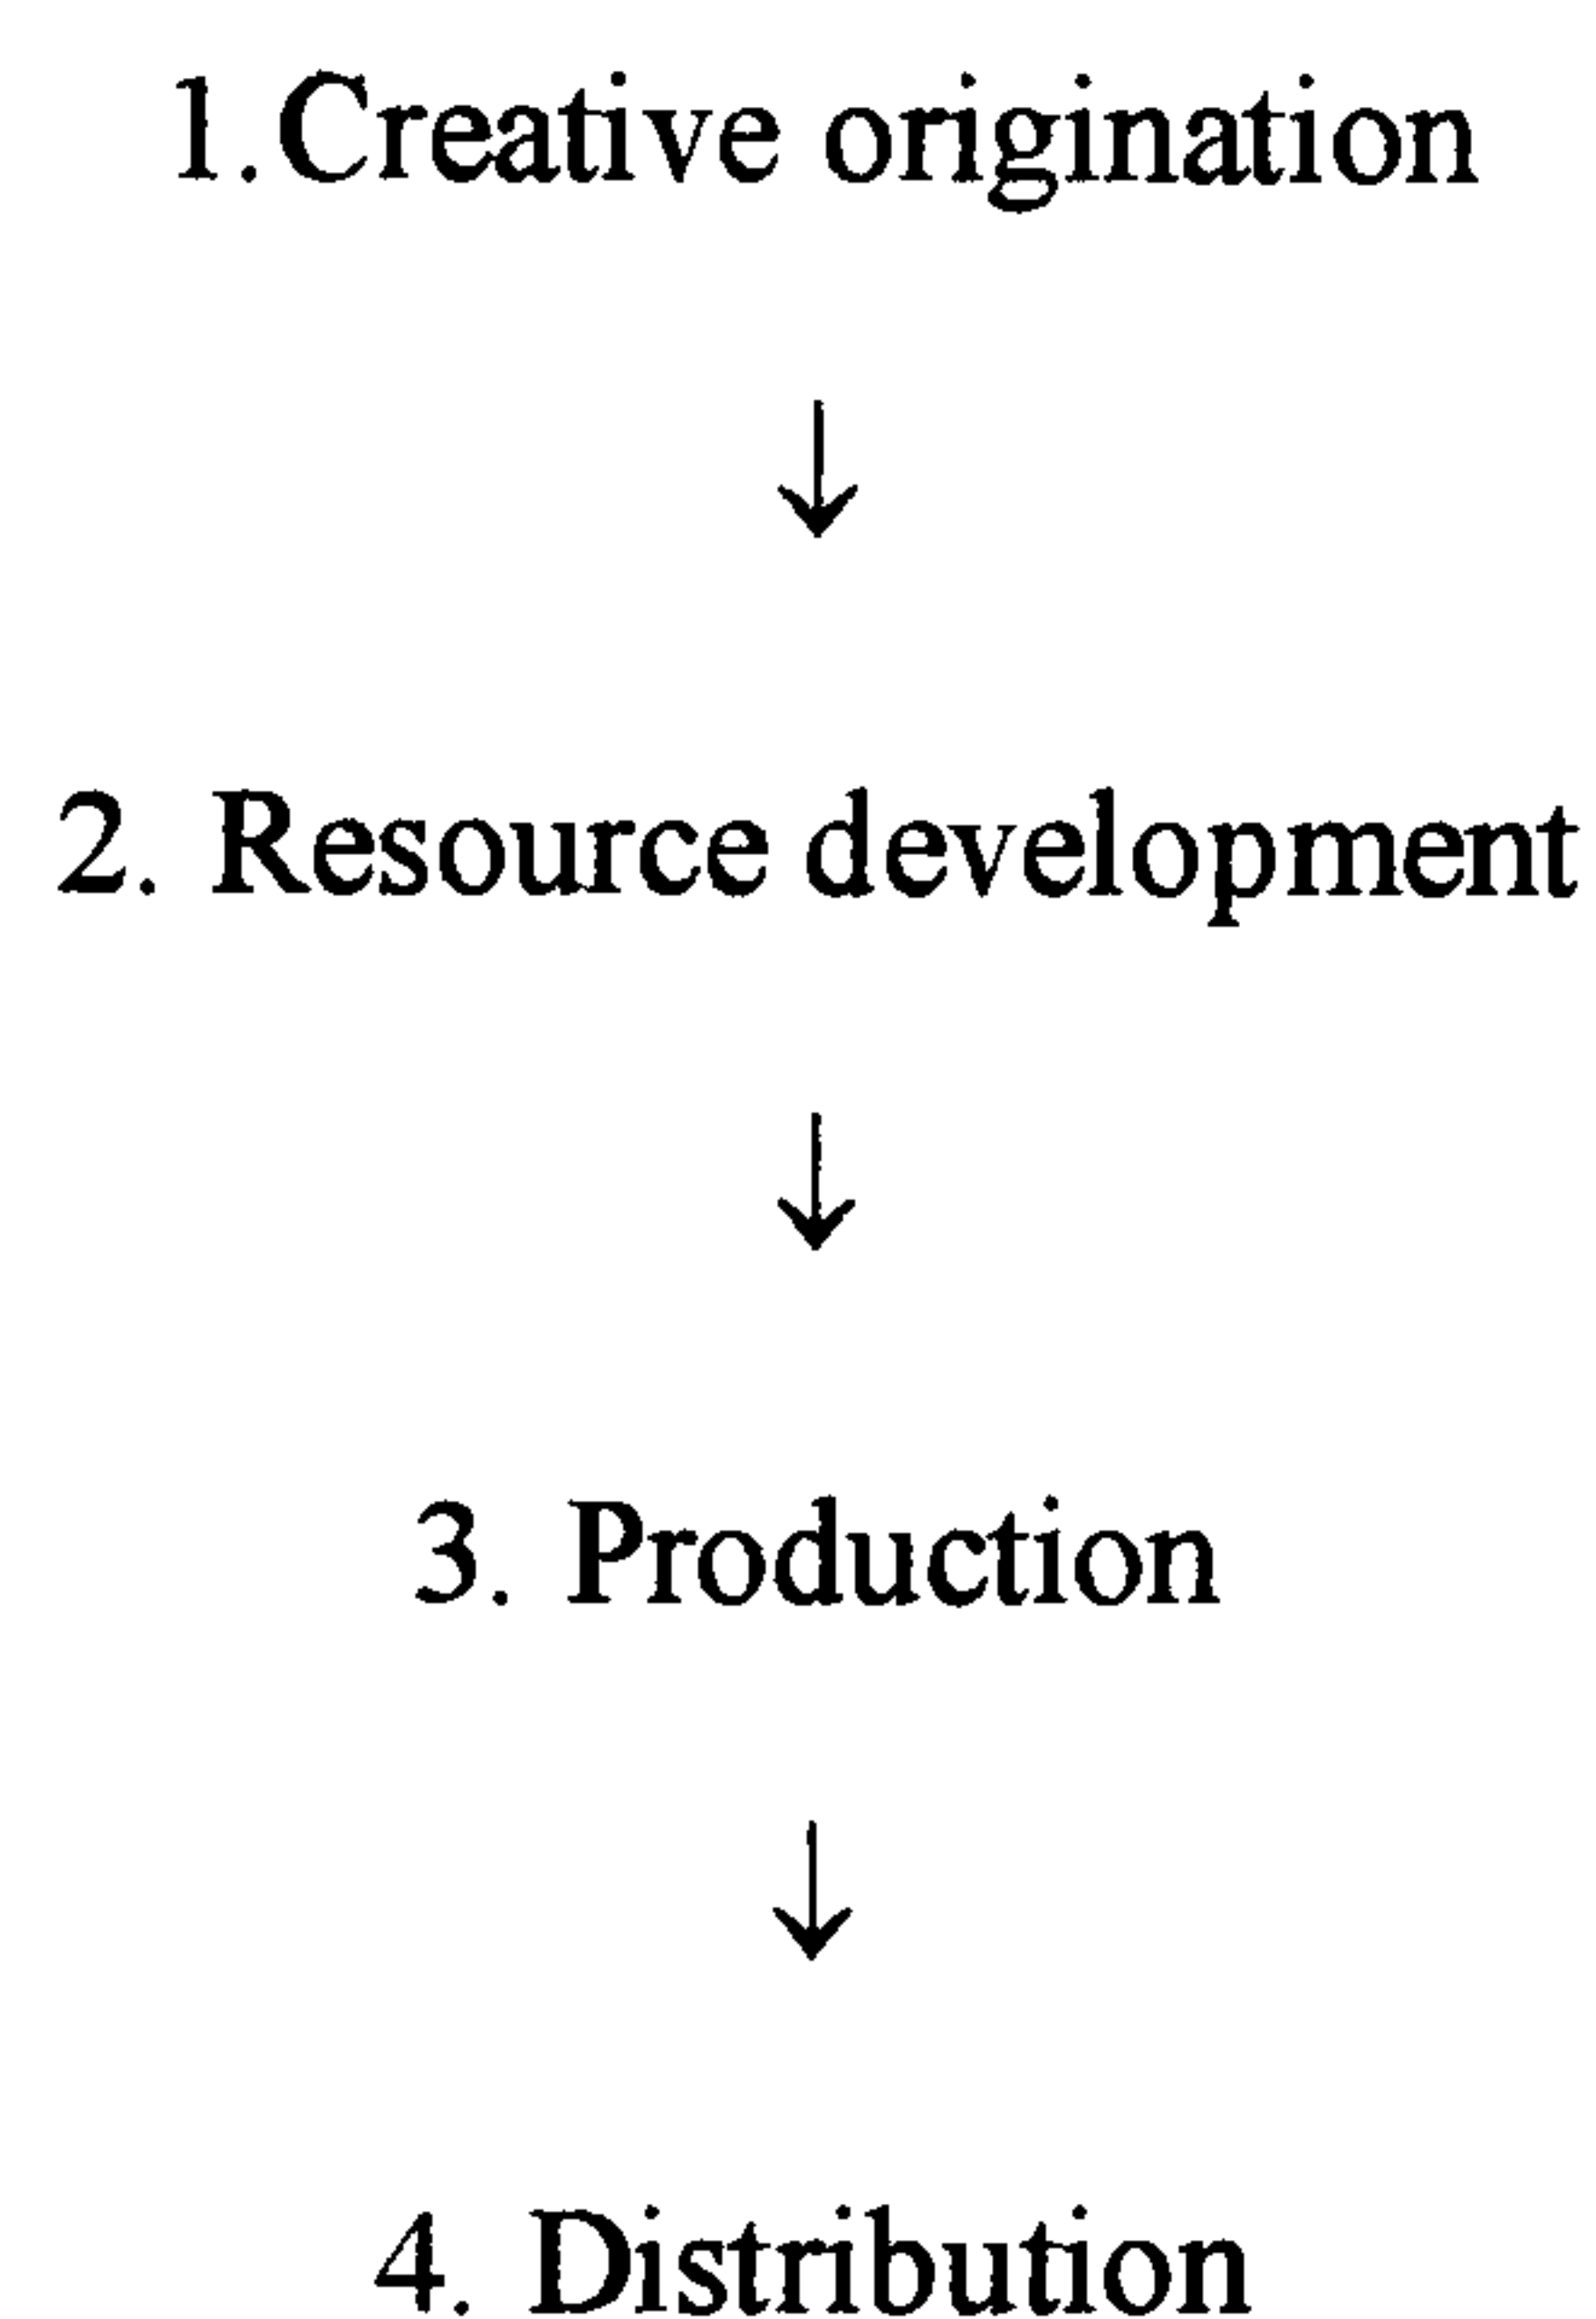 1. Creative origination
↓
2. Resource development
↓
3. Production
↓
4. Distribution